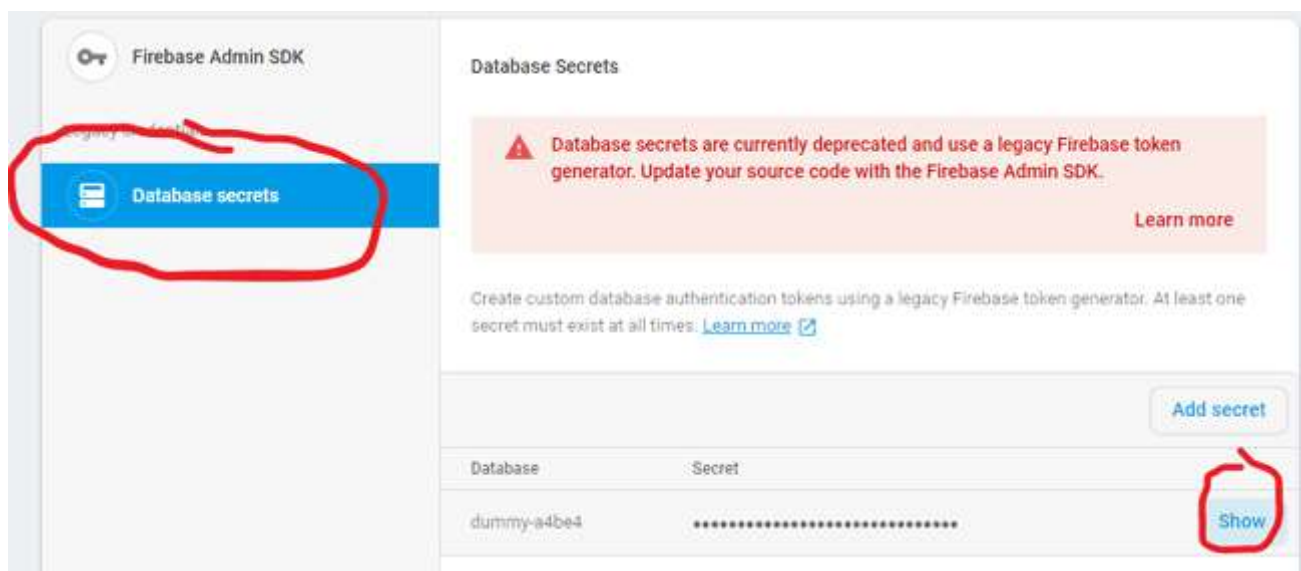 Firebase Admin SDK
Database secrets
Database Secrets
Database secrets are currently deprecated and use a legacy Firebase token
generator. Update your source code with the Firebase Admin SDK.
Learn more
Create custom database authentication tokens using a legacy Firebase token generator. At least one
secret must exist at all times. Learn more
Add secret
Database Secret
dummy-a4be4 •••••••••••••••••••••••••••••• Show